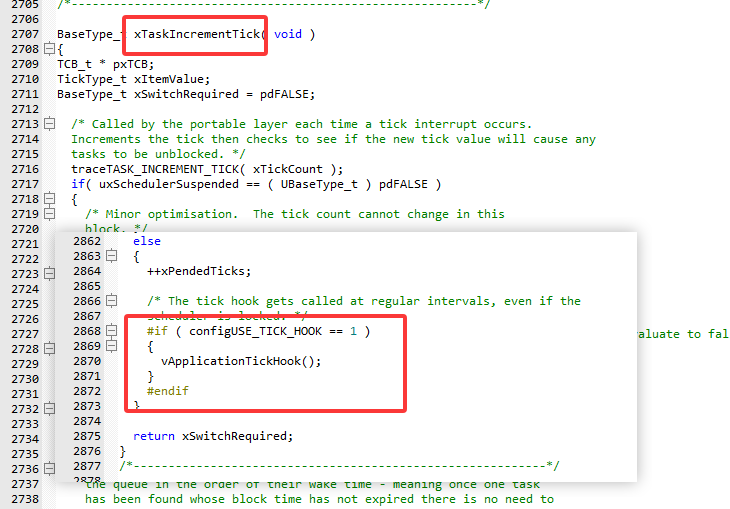 2705 /*----------------------------------------------------------*/
2706
2707 BaseType_t xTaskIncrementTick( void )
2708 {
2709 TCB_t * pxTCB;
2710 TickType_t xItemValue;
2711 BaseType_t xSwitchRequired = pdFALSE;
2712
2713 /* Called by the portable layer each time a tick interrupt occurs.
2714 Increments the tick then checks to see if the new tick value will cause any
2715 tasks to be unblocked. */
2716 traceTASK_INCREMENT_TICK( xTickCount );
2717 if( uxSchedulerSuspended == ( UBaseType_t ) pdFALSE )
2718 {
2719 /* Minor optimisation. The tick count cannot change in this
2720 block. */
2721
2722
2723
2724
2725
2726
2727 aluate to fal
2728
2729
2730
2731
2732
2733
2734
2735
2736
2862 else
2863 {
2864 ++xPendedTicks;
2865
2866 /* The tick hook gets called at regular intervals, even if the
2867 scheduler is locked. */
2868 #if ( configUSE_TICK_HOOK == 1 )
2869 {
2870 vApplicationTickHook();
2871 }
2872 #endif
2873 }
2874
2875 return xSwitchRequired;
2876 }
2877 /*----------------------------------------------------------*/
2878
2737 the queue in the order of their wake time - meaning once one task
2738 has been found whose block time has not expired there is no need to